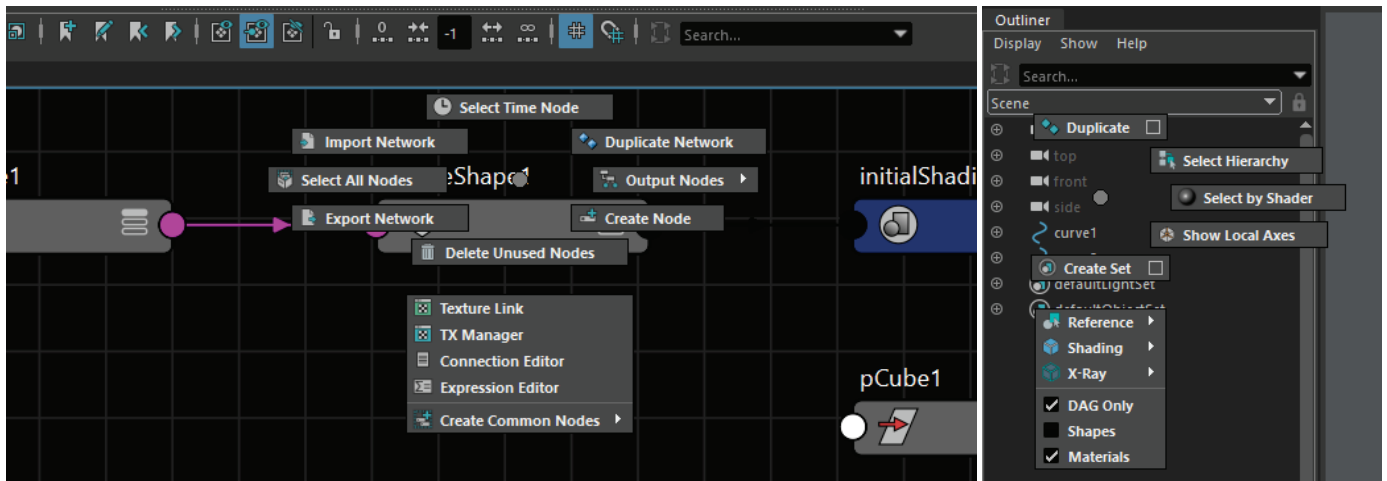 0
-1
∞
Search...
Select Time Node
Import Network
Duplicate Network
Select All Nodes
eShape1
Output Nodes
initialShadi
Export Network
Create Node
Delete Unused Nodes
Texture Link
TX Manager
Connection Editor
Expression Editor
Create Common Nodes
pCube1
Outliner
Display Show Help
Search...
Scene
Duplicate
top
Select Hierarchy
front
side
Select by Shader
curve1
Show Local Axes
Create Set
defaultLightSet
defaultObjectSet
Reference
Shading
X-Ray
DAG Only
Shapes
Materials